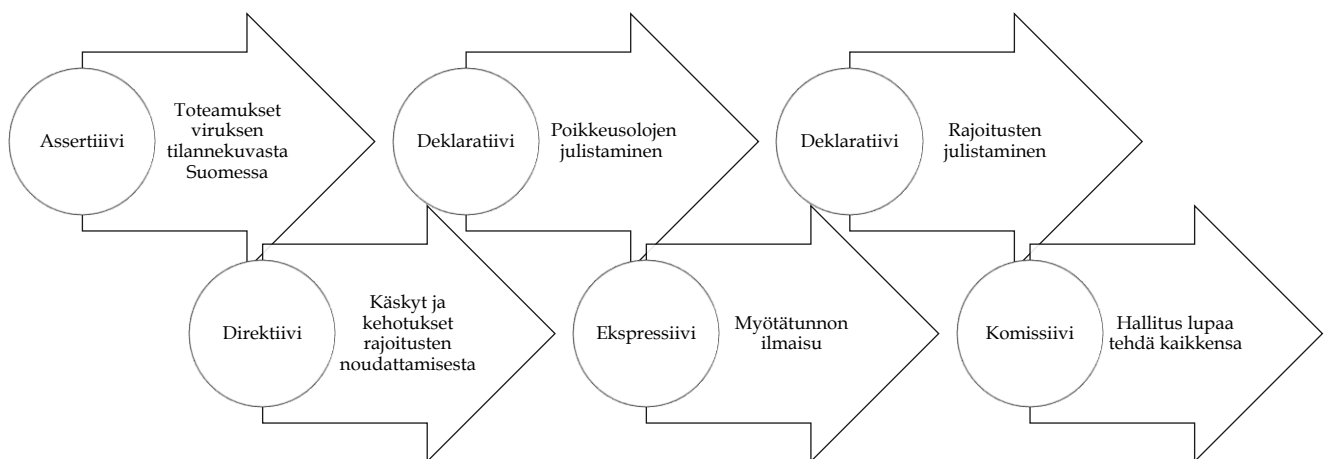 Assertiiivi
Toteamukset
viruksen
tilannekuvasta
Suomessa
Deklaratiivi
Poikkeusolojen
julistaminen
Deklaratiivi
Rajoitusten
julistaminen
Direktiivi
Käskyt ja
kehotukset
rajoitusten
noudattamisesta
Ekspressiivi
Myötätunnon
ilmaisu
Komissiivi
Hallitus lupaa
tehdä kaikkensa